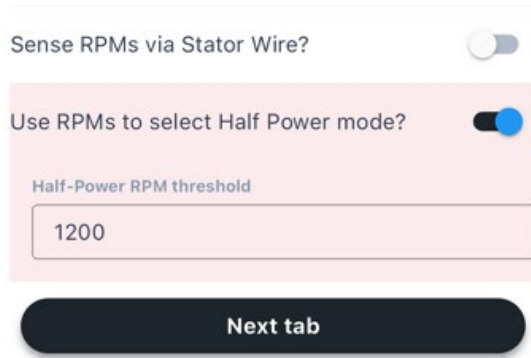 Sense RPMs via Stator Wire?
Use RPMs to select Half Power mode?
Half-Power RPM threshold
1200
Next tab